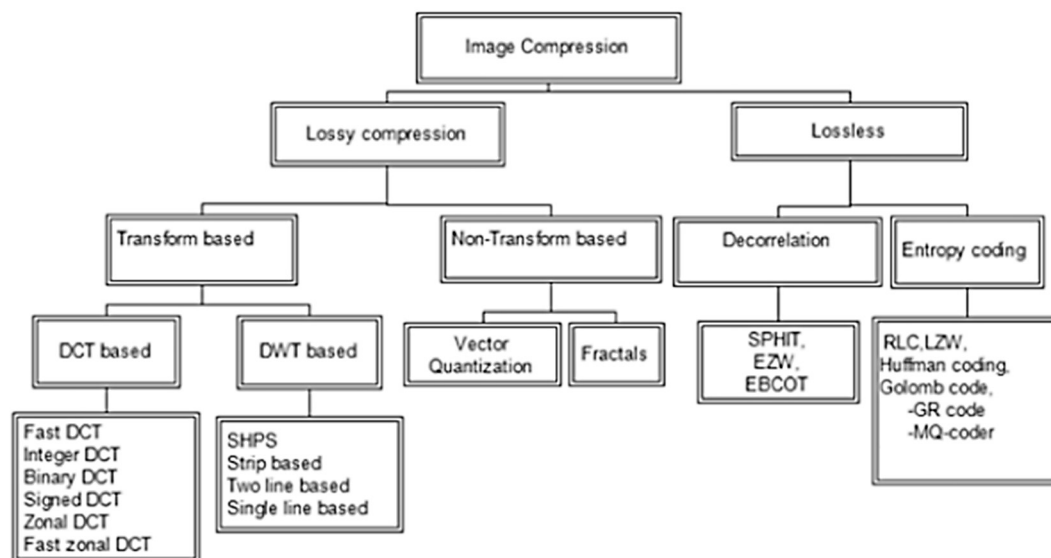 Image Compression
Lossy compression
Lossless
Transform based
Non-Transform based
Decorrelation
Entropy coding
DCT based
DWT based
Vector
Quantization
Fractals
SPHIT,
EZW,
EBCOT
RLC,LZW,
Huffman coding,
Golomb code,
-GR code
-MQ-coder
Fast DCT
Integer DCT
Binary DCT
Signed DCT
Zonal DCT
Fast zonal DCT
SHPS
Strip based
Two line based
Single line based